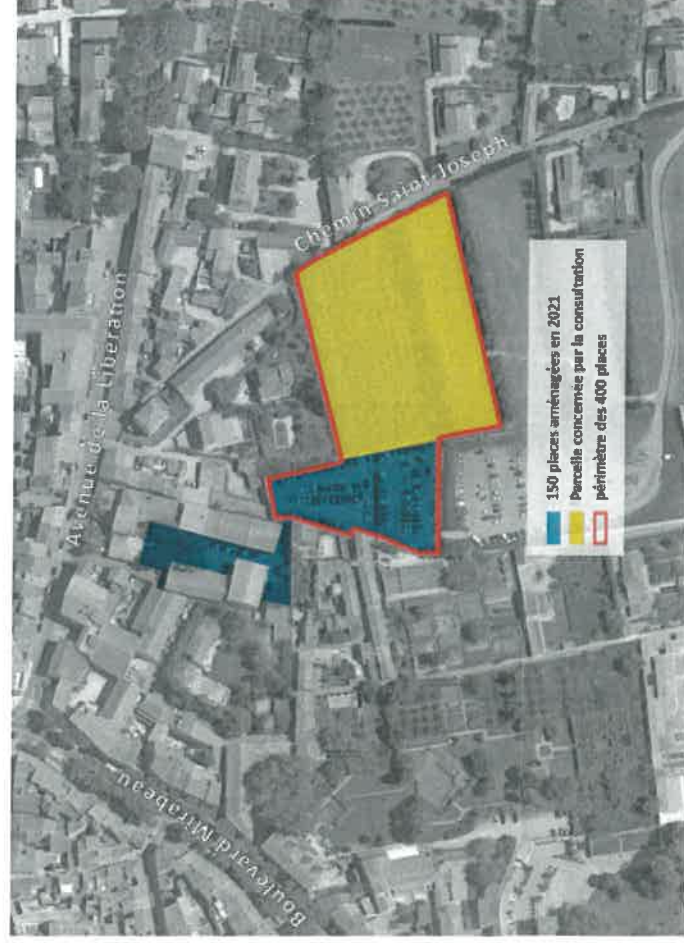 Avenue de la Libération
Chemin Saint-Joseph
Boulevard Mirabeau
150 places aménagées en 2021
Parcelle concernée par la consultation
périmètre des 400 places